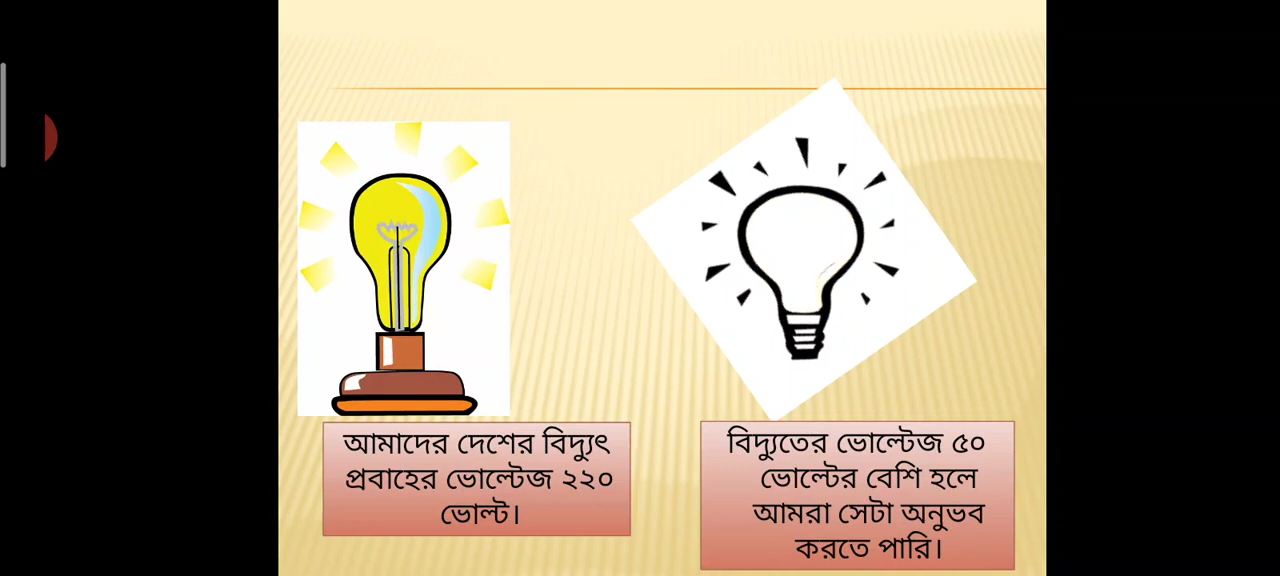 আমাদের দেশের বিদ্যুৎ
প্রবাহের ভোল্টেজ ২২০
ভোল্ট।
বিদ্যুতের ভোল্টেজ ৫০
ভোল্টের বেশি হলে
আমরা সেটা অনুভব
করতে পারি।